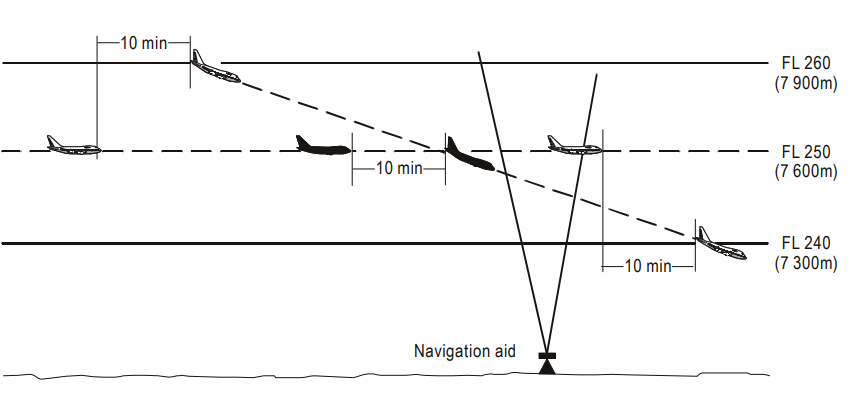 10 min
FL 260
(7 900m)
FL 250
10 min
(7 600m)
FL 240
(7 300m)
10 min
Navigation aid